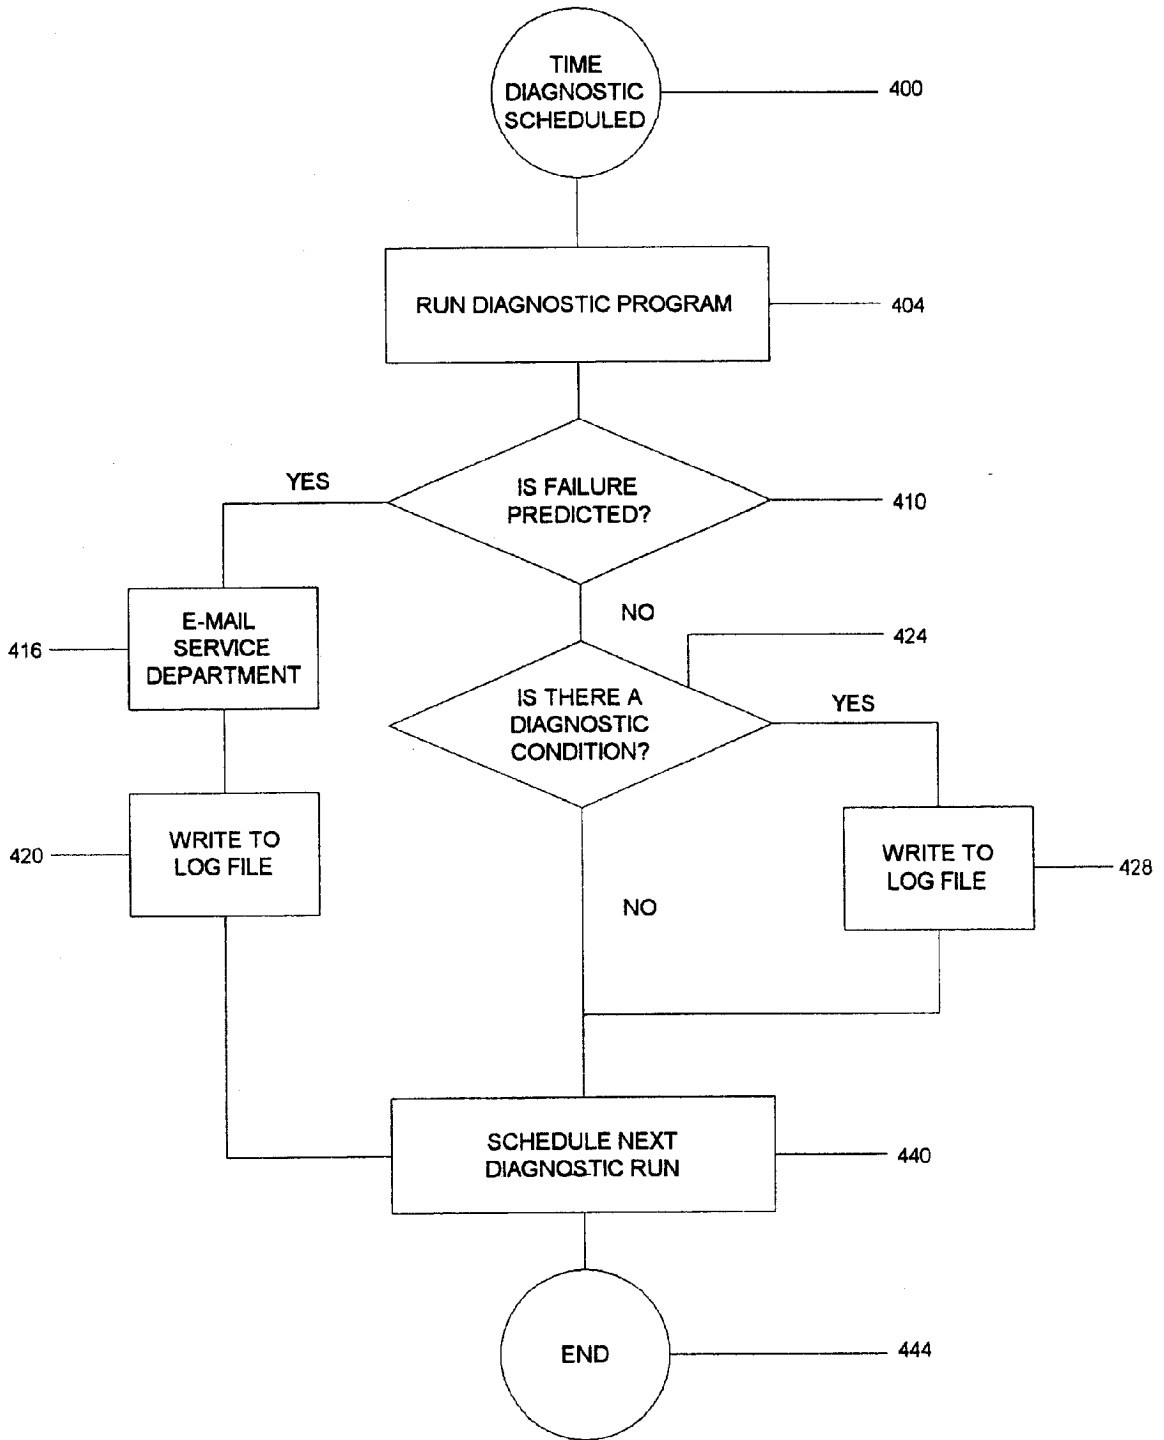 TIME
DIAGNOSTIC
SCHEDULED
400
RUN DIAGNOSTIC PROGRAM
404
YES
IS FAILURE
PREDICTED?
410
NO
E-MAIL
SERVICE
DEPARTMENT
416
424
IS THERE A
DIAGNOSTIC
CONDITION?
YES
WRITE TO
LOG FILE
420
WRITE TO
LOG FILE
428
NO
SCHEDULE NEXT
DIAGNOSTIC RUN
440
END
444